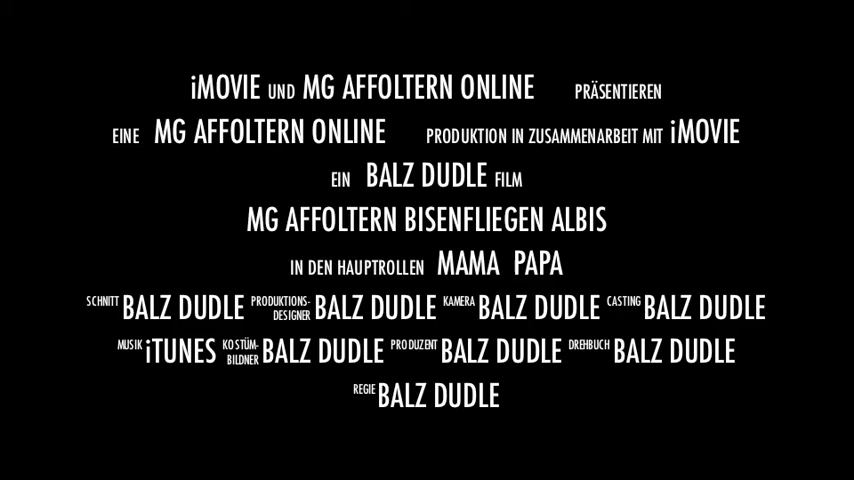 iMOVIE UND MG AFFOLTERN ONLINE PRÄSENTIEREN
EINE MG AFFOLTERN ONLINE PRODUKTION IN ZUSAMMENARBEIT MIT iMOVIE
EIN BALZ DUDLE FILM
MG AFFOLTERN BISENFLIEGEN ALBIS
IN DEN HAUPTROLLEN MAMA PAPA
SCHNITT BALZ DUDLE PRODUKTIONS-DESIGNER BALZ DUDLE KAMERA BALZ DUDLE CASTING BALZ DUDLE
MUSIK iTUNES KOSTÜM-BILDNER BALZ DUDLE PRODUZENT BALZ DUDLE DREHBUCH BALZ DUDLE
REGIE BALZ DUDLE